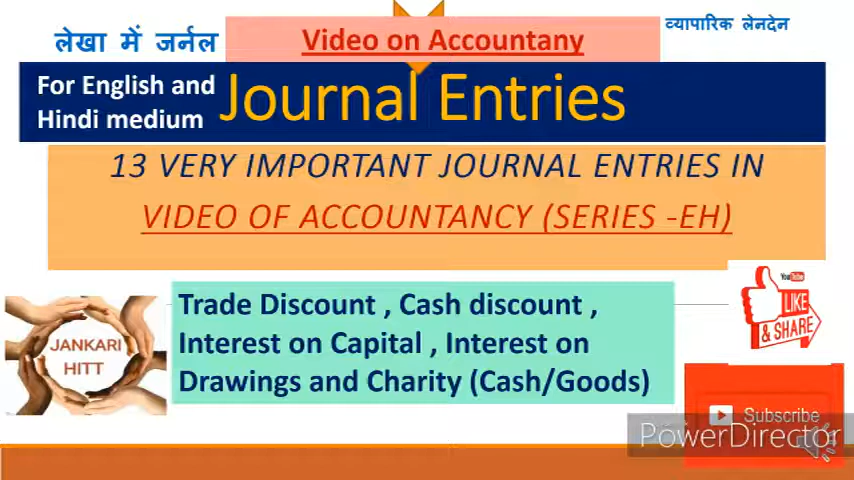 लेखा में जर्नल
Video on Accountany
व्यापारिक लेनदेन
For English and
Hindi medium
Journal Entries
13 VERY IMPORTANT JOURNAL ENTRIES IN
VIDEO OF ACCOUNTANCY (SERIES -EH)
Trade Discount , Cash discount ,
Interest on Capital , Interest on
Drawings and Charity (Cash/Goods)
JANKARI
HITT
YouTube
LIKE
& SHARE
Subscribe
PowerDirector